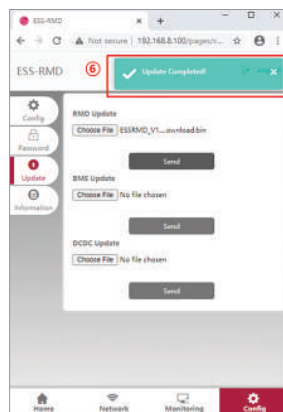 ESS-RMD
Not secure | 192.168.8.100/pages/v...
ESS-RMD
⑥
Update Completed!
Config
Password
Update
Information
RMD Update
Choose File ESSRMD_V1....ownload.bin
Send
BMS Update
Choose File No file chosen
Send
DCDC Update
Choose File No file chosen
Send
Home
Network
Monitoring
Config